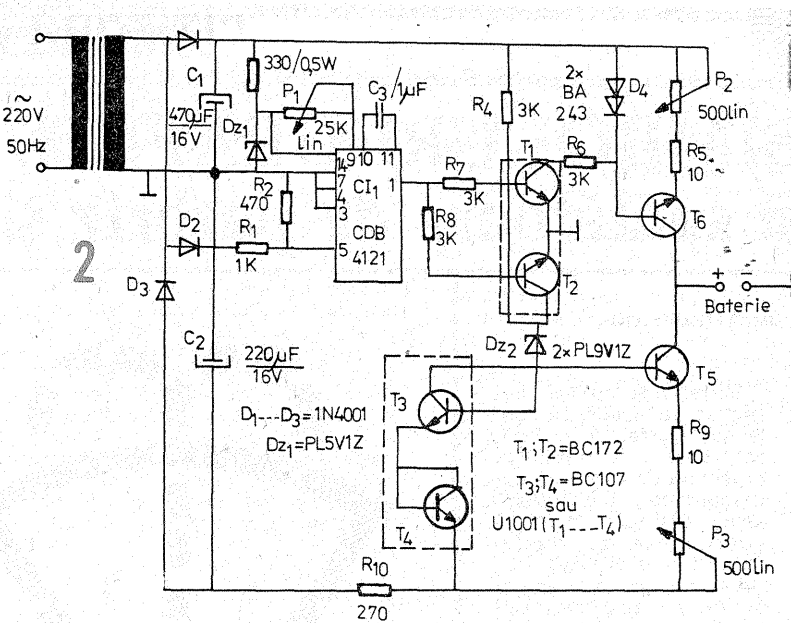 ~
220V
50Hz
2
C1
470µF
16V
330/0,5W
P1
25K
Lin
Dz1
C3/1µF
14 9 10 11
7
4
3
5
1
CI1
CDB
4121
R2
470
D2
R1
1K
D3
C2
220µF
16V
R7
3K
R8
3K
R4 3K
T1
R6
3K
T2
2×
BA
243
D4
P2
500Lin
R5
10
T6
+ -
Baterie
Dz2 2×PL9V1Z
T3
T4
T5
R9
10
P3
500Lin
D1---D3=1N4001
Dz1=PL5V1Z
T1;T2=BC172
T3;T4=BC107
sau
U1001(T1---T4)
R10
270